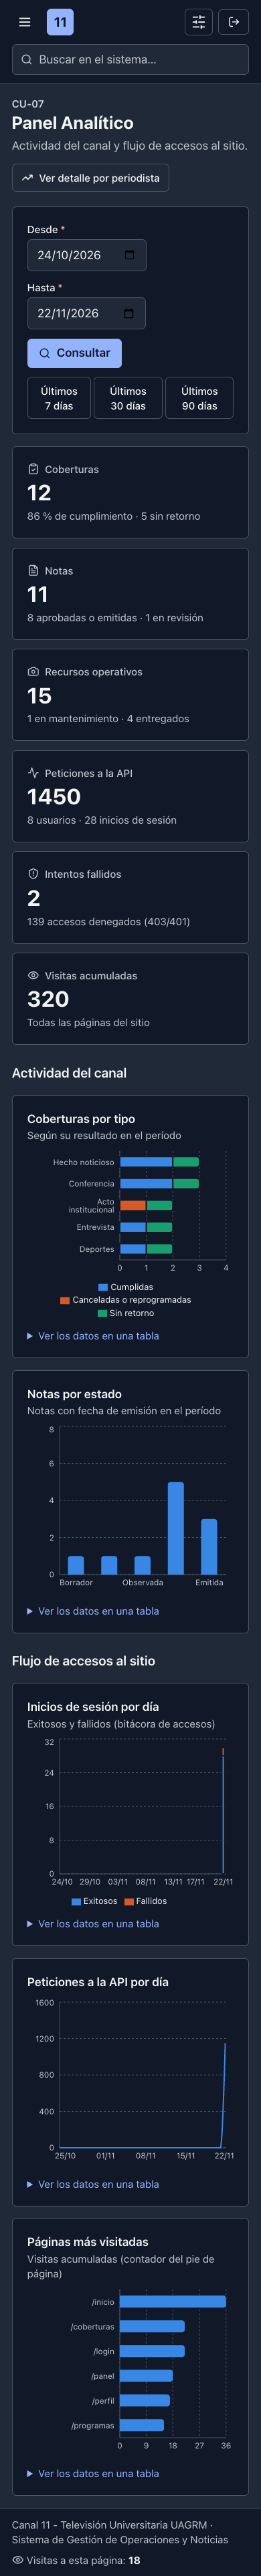 11
Buscar en el sistema...
CU-07
Panel Analítico
Actividad del canal y flujo de accesos al sitio.
Ver detalle por periodista
Desde *
24/10/2026
Hasta *
22/11/2026
Consultar
Últimos
7 días
Últimos
30 días
Últimos
90 días
Coberturas
12
86 % de cumplimiento · 5 sin retorno
Notas
11
8 aprobadas o emitidas · 1 en revisión
Recursos operativos
15
1 en mantenimiento · 4 entregados
Peticiones a la API
1450
8 usuarios · 28 inicios de sesión
Intentos fallidos
2
139 accesos denegados (403/401)
Visitas acumuladas
320
Todas las páginas del sitio
Actividad del canal
Coberturas por tipo
Según su resultado en el período
Hecho noticioso
Conferencia
Acto
institucional
Entrevista
Deportes
0 1 2 3 4
Cumplidas
Canceladas o reprogramadas
Sin retorno
Ver los datos en una tabla
Notas por estado
Notas con fecha de emisión en el período
8
6
4
2
0
Borrador Observada Emitida
Ver los datos en una tabla
Flujo de accesos al sitio
Inicios de sesión por día
Exitosos y fallidos (bitácora de accesos)
32
24
16
8
0
24/10 29/10 03/11 08/11 13/11 17/11 22/11
Exitosos Fallidos
Ver los datos en una tabla
Peticiones a la API por día
1600
1200
800
400
0
25/10 01/11 08/11 15/11 22/11
Ver los datos en una tabla
Páginas más visitadas
Visitas acumuladas (contador del pie de
página)
/inicio
/coberturas
/login
/panel
/perfil
/programas
0 9 18 27 36
Ver los datos en una tabla
Canal 11 - Televisión Universitaria UAGRM ·
Sistema de Gestión de Operaciones y Noticias
Visitas a esta página: 18